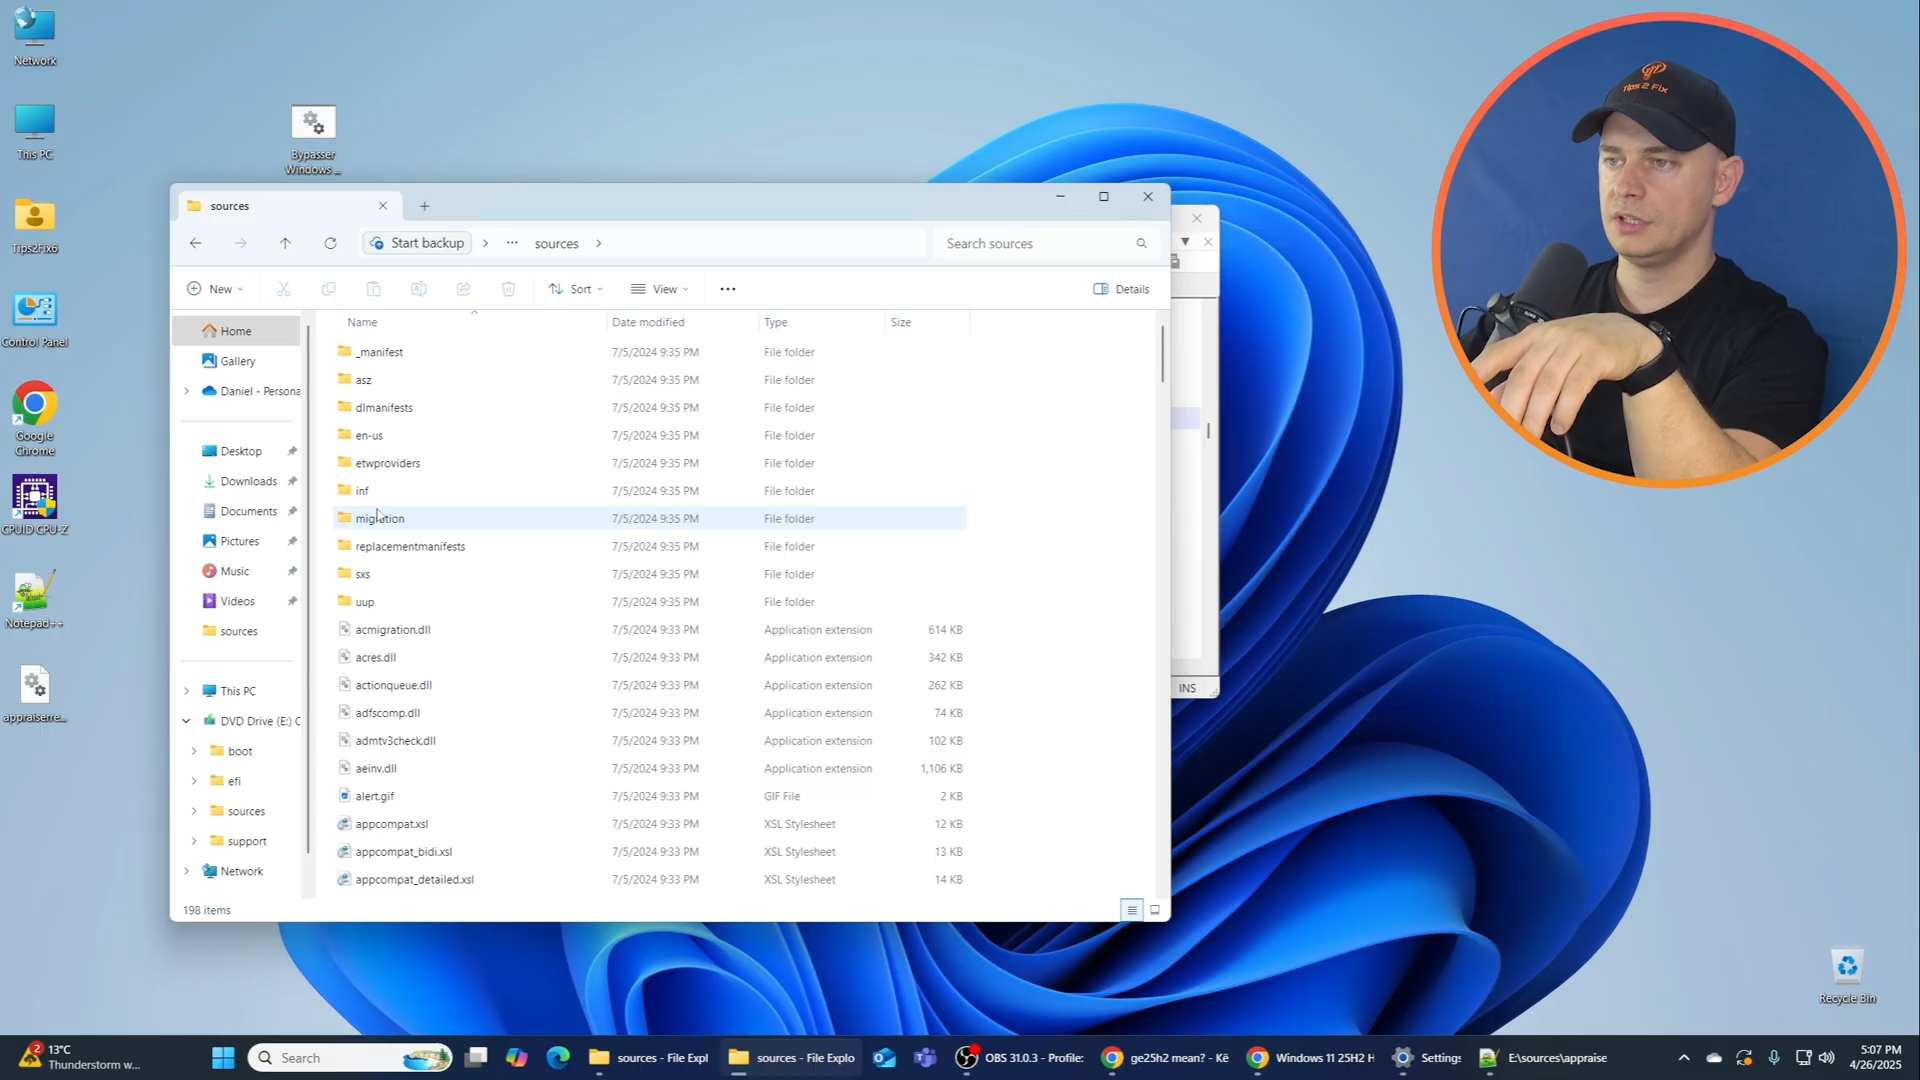 Network
This PC
Tips2Fix6
Control Panel
Google
Chrome
CPUID CPU-Z
Notepad++
appraiserre...
Bypasser
Windows ...
Tips 2 Fix
sources
Start backup
sources
Search sources
New
Sort
View
Details
Name Date modified Type Size
_manifest 7/5/2024 9:35 PM File folder
asz 7/5/2024 9:35 PM File folder
dlmanifests 7/5/2024 9:35 PM File folder
en-us 7/5/2024 9:35 PM File folder
etwproviders 7/5/2024 9:35 PM File folder
inf 7/5/2024 9:35 PM File folder
migration 7/5/2024 9:35 PM File folder
replacementmanifests 7/5/2024 9:35 PM File folder
sxs 7/5/2024 9:35 PM File folder
uup 7/5/2024 9:35 PM File folder
acmigration.dll 7/5/2024 9:33 PM Application extension 614 KB
acres.dll 7/5/2024 9:33 PM Application extension 342 KB
actionqueue.dll 7/5/2024 9:33 PM Application extension 262 KB
adfscomp.dll 7/5/2024 9:33 PM Application extension 74 KB
admtv3check.dll 7/5/2024 9:33 PM Application extension 102 KB
aeinv.dll 7/5/2024 9:33 PM Application extension 1,106 KB
alert.gif 7/5/2024 9:33 PM GIF File 2 KB
appcompat.xsl 7/5/2024 9:33 PM XSL Stylesheet 12 KB
appcompat_bidi.xsl 7/5/2024 9:33 PM XSL Stylesheet 13 KB
appcompat_detailed.xsl 7/5/2024 9:33 PM XSL Stylesheet 14 KB
Home
Gallery
Daniel - Persona
Desktop
Downloads
Documents
Pictures
Music
Videos
sources
This PC
DVD Drive (E:) C
boot
efi
sources
support
Network
198 items
INS
Recycle Bin
2
13°C
Thunderstorm w...
Search
sources - File Expl
sources - File Explo
OBS 31.0.3 - Profile:
ge25h2 mean? - Kë
Windows 11 25H2 H
Settings
E:\sources\appraise
5:07 PM
4/26/2025